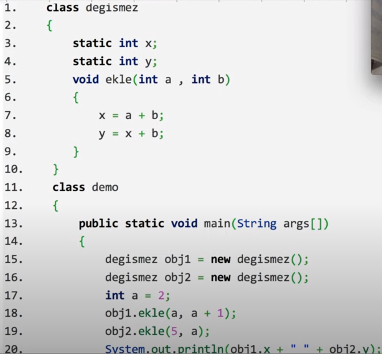 1. class degismez
2. {
3. static int x;
4. static int y;
5. void ekle(int a , int b)
6. {
7. x = a + b;
8. y = x + b;
9. }
10. }
11. class demo
12. {
13. public static void main(String args[])
14. {
15. degismez obj1 = new degismez();
16. degismez obj2 = new degismez();
17. int a = 2;
18. obj1.ekle(a, a + 1);
19. obj2.ekle(5, a);
20. System.out.println(obj1.x + " " + obj2.y);